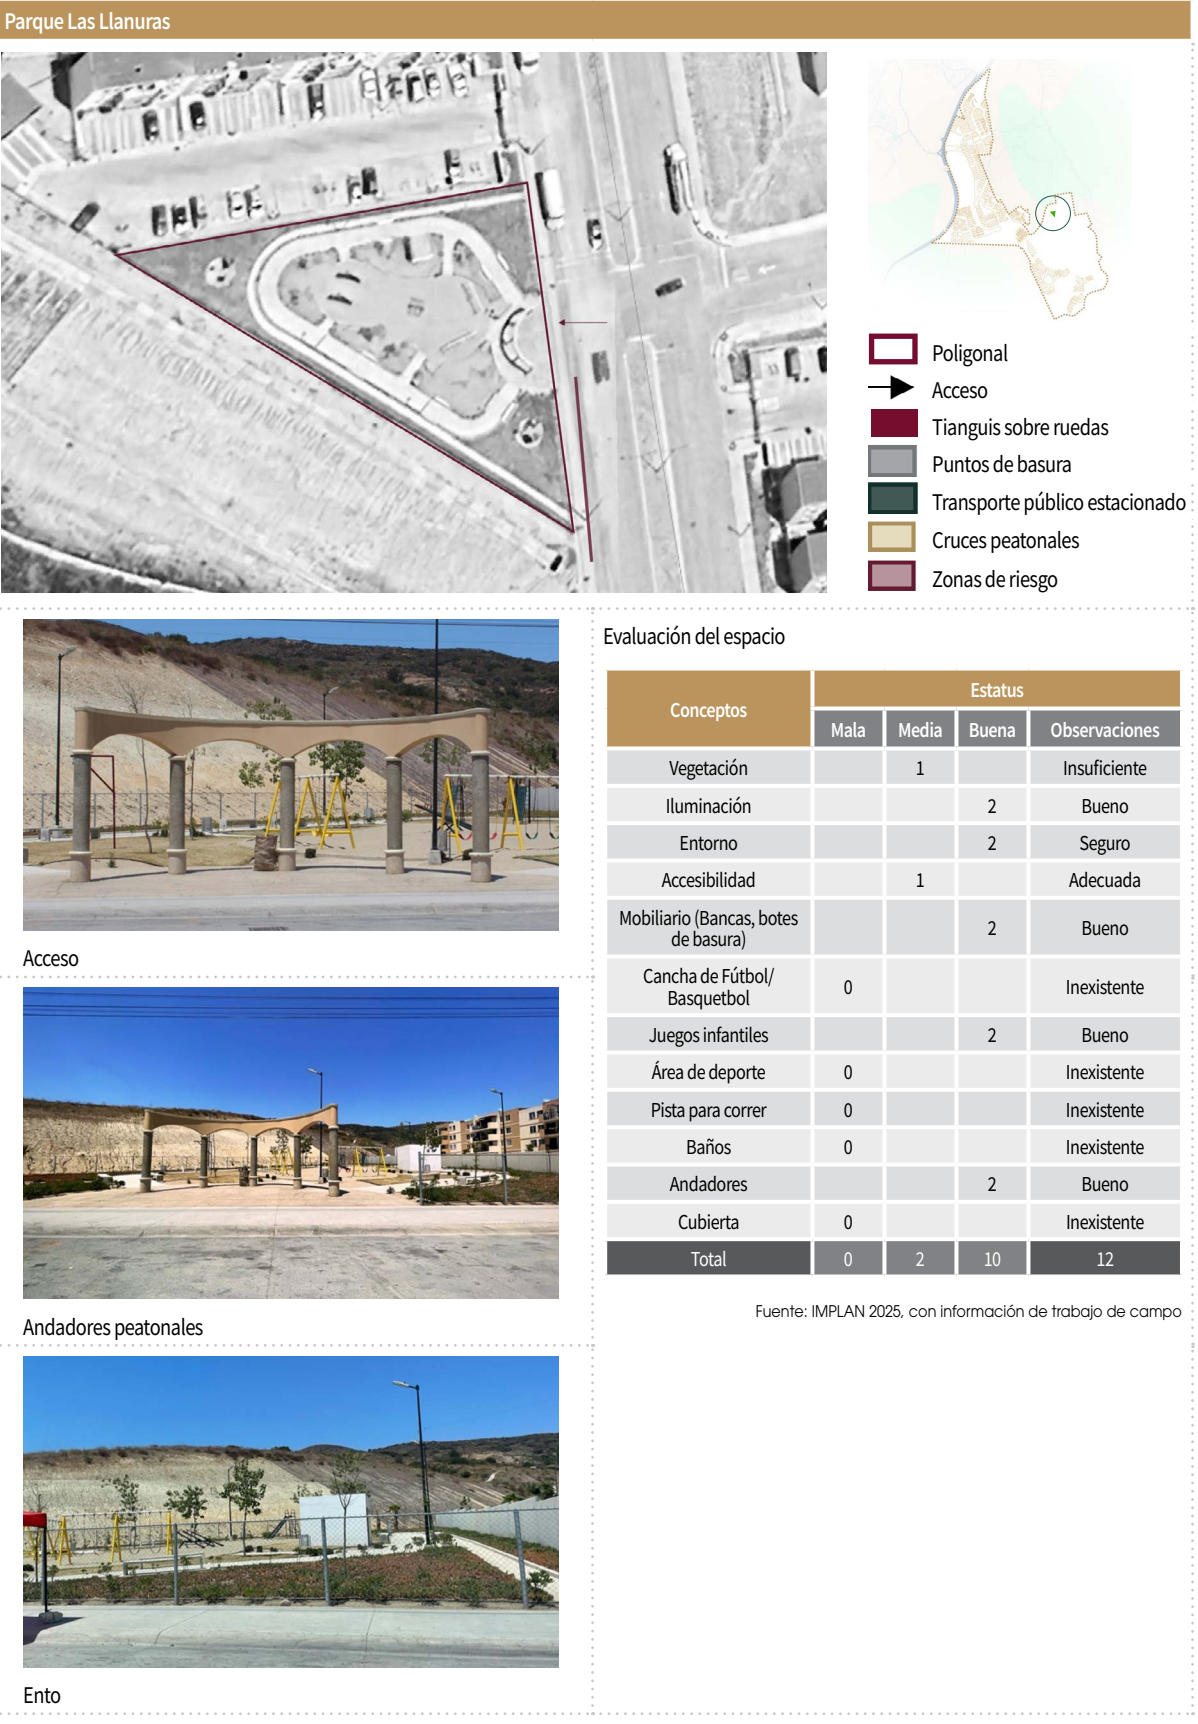 Parque Las Llanuras
Poligonal
Acceso
Tianguis sobre ruedas
Puntos de basura
Transporte público estacionado
Cruces peatonales
Zonas de riesgo
Acceso
Andadores peatonales
Ento
Evaluación del espacio
Conceptos Estatus
Mala Media Buena Observaciones
Vegetación 1 Insuficiente
Iluminación 2 Bueno
Entorno 2 Seguro
Accesibilidad 1 Adecuada
Mobiliario (Bancas, botes
de basura) 2 Bueno
Cancha de Fútbol/
Basquetbol 0 Inexistente
Juegos infantiles 2 Bueno
Área de deporte 0 Inexistente
Pista para correr 0 Inexistente
Baños 0 Inexistente
Andadores 2 Bueno
Cubierta 0 Inexistente
Total 0 2 10 12
Fuente: IMPLAN 2025, con información de trabajo de campo